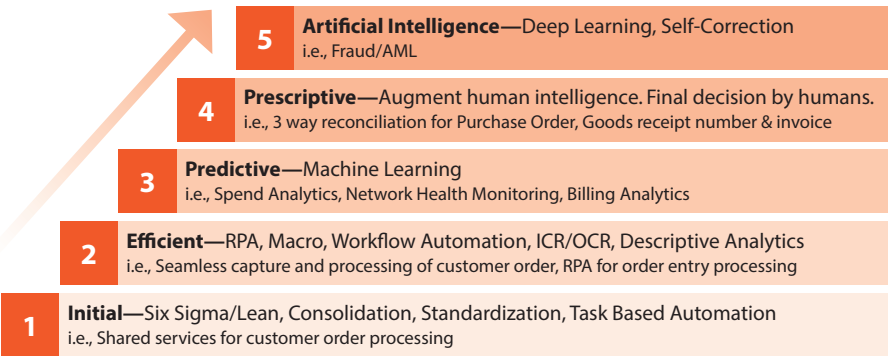 5
Artificial Intelligence—Deep Learning, Self-Correction
i.e., Fraud/AML
4
Prescriptive—Augment human intelligence. Final decision by humans.
i.e., 3 way reconciliation for Purchase Order, Goods receipt number & invoice
3
Predictive—Machine Learning
i.e., Spend Analytics, Network Health Monitoring, Billing Analytics
2
Efficient—RPA, Macro, Workflow Automation, ICR/OCR, Descriptive Analytics
i.e., Seamless capture and processing of customer order, RPA for order entry processing
1
Initial—Six Sigma/Lean, Consolidation, Standardization, Task Based Automation
i.e., Shared services for customer order processing